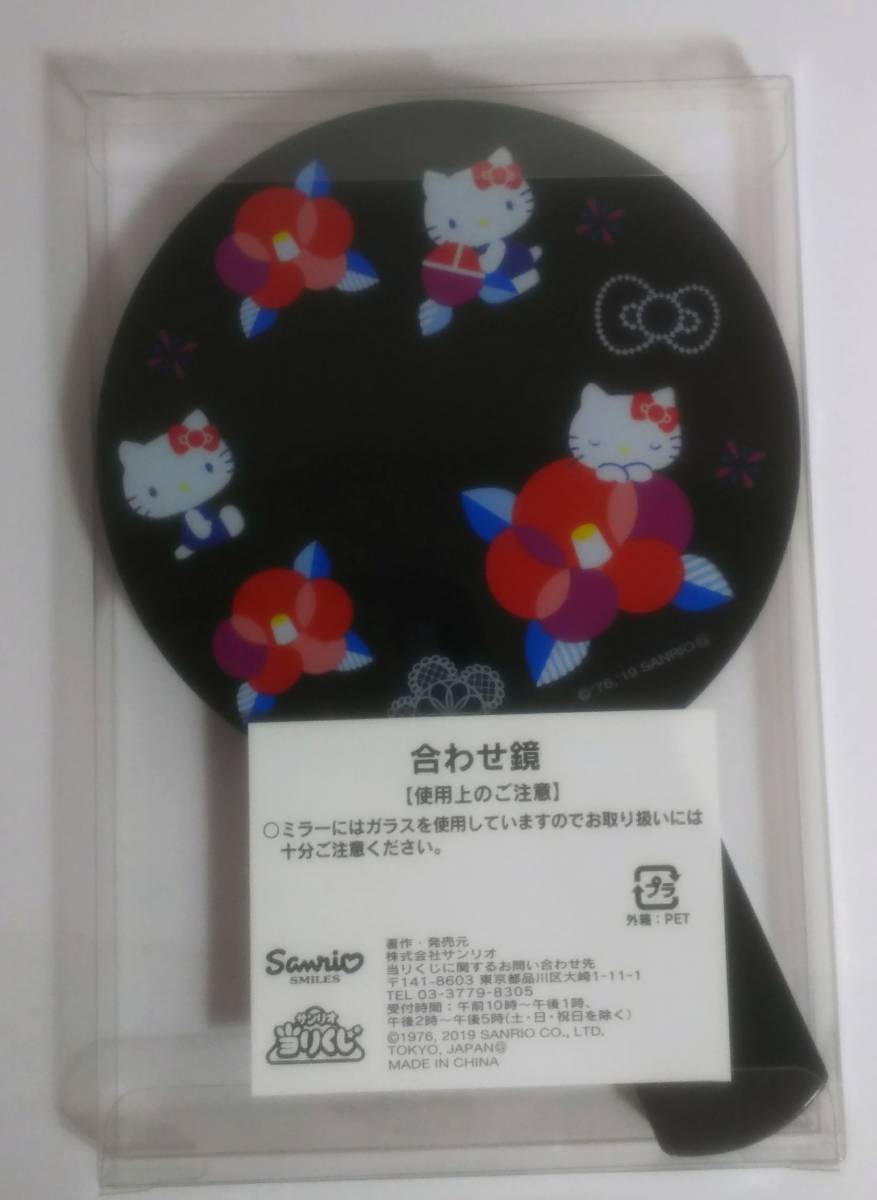 ©'76,'19 SANRIO Ⓛ
合わせ鏡
【使用上のご注意】
○ミラーにはガラスを使用していますのでお取り扱いには
十分ご注意ください。
プラ
外箱：PET
Sanrio
SMILES
サンリオ
当りくじ
著作・発売元
株式会社サンリオ
当りくじに関するお問い合わせ先
〒141-8603 東京都品川区大崎1-11-1
TEL 03-3779-8305
受付時間：午前10時～午後1時、
午後2時～午後5時(土・日・祝日を除く)
©1976, 2019 SANRIO CO., LTD.
TOKYO, JAPAN Ⓛ
MADE IN CHINA